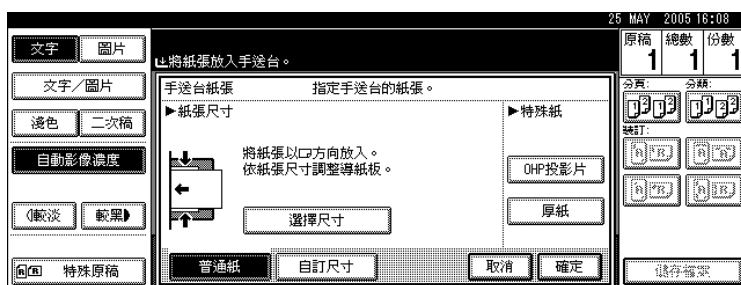 25 MAY 2005 16:08
文字 圖片
文字/圖片
淺色 二次稿
自動影像濃度
較淡 較黑
特殊原稿
將紙張放入手送台。
手送台紙張 指定手送台的紙張。
►紙張尺寸
將紙張以方向放入。
依紙張尺寸調整導紙板。
選擇尺寸
►特殊紙
OHP投影片
厚紙
普通紙 自訂尺寸 取消 確定
原稿 總數 份數
1 1 1
分頁: 分類:
裝訂:
儲存檔案